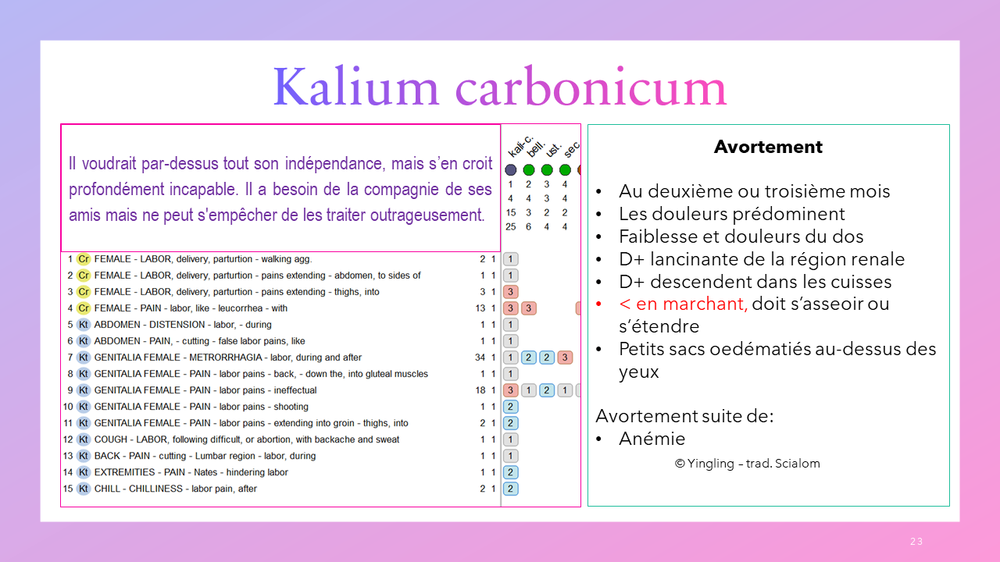 Kalium carbonicum
Il voudrait par-dessus tout son indépendance, mais s’en croit
profondément incapable. Il a besoin de la compagnie de ses
amis mais ne peut s'empêcher de les traiter outrageusement.
kali-c. bell. ust. sec
1 2 3 4
4 4 3 4
15 3 2 2
25 6 4 4
1 Cr FEMALE - LABOR, delivery, parturtion - walking agg. 2 1 1
2 Cr FEMALE - LABOR, delivery, parturtion - pains extending - abdomen, to sides of 1 1 1
3 Cr FEMALE - LABOR, delivery, parturtion - pains extending - thighs, into 3 1 3
4 Cr FEMALE - PAIN - labor, like - leucorrhea - with 13 1 3 3
5 Kt ABDOMEN - DISTENSION - labor, - during 1 1 1
6 Kt ABDOMEN - PAIN, - cutting - false labor pains, like 1 1 1
7 Kt GENITALIA FEMALE - METRORRHAGIA - labor, during and after 34 1 1 2 2 3
8 Kt GENITALIA FEMALE - PAIN - labor pains - back, - down the, into gluteal muscles 1 1 1
9 Kt GENITALIA FEMALE - PAIN - labor pains - ineffectual 18 1 3 1 2 1
10 Kt GENITALIA FEMALE - PAIN - labor pains - shooting 1 1 2
11 Kt GENITALIA FEMALE - PAIN - labor pains - extending into groin - thighs, into 2 1 2
12 Kt COUGH - LABOR, following difficult, or abortion, with backache and sweat 1 1 1
13 Kt BACK - PAIN - cutting - Lumbar region - labor, during 1 1 1
14 Kt EXTREMITIES - PAIN - Nates - hindering labor 1 1 2
15 Kt CHILL - CHILLINESS - labor pain, after 2 1 2
Avortement
• Au deuxième ou troisième mois
• Les douleurs prédominent
• Faiblesse et douleurs du dos
• D+ lancinante de la région renale
• D+ descendent dans les cuisses
• < en marchant, doit s’asseoir ou
s’étendre
• Petits sacs oedématiés au-dessus des
yeux
Avortement suite de:
• Anémie
© Yingling – trad. Scialom
23